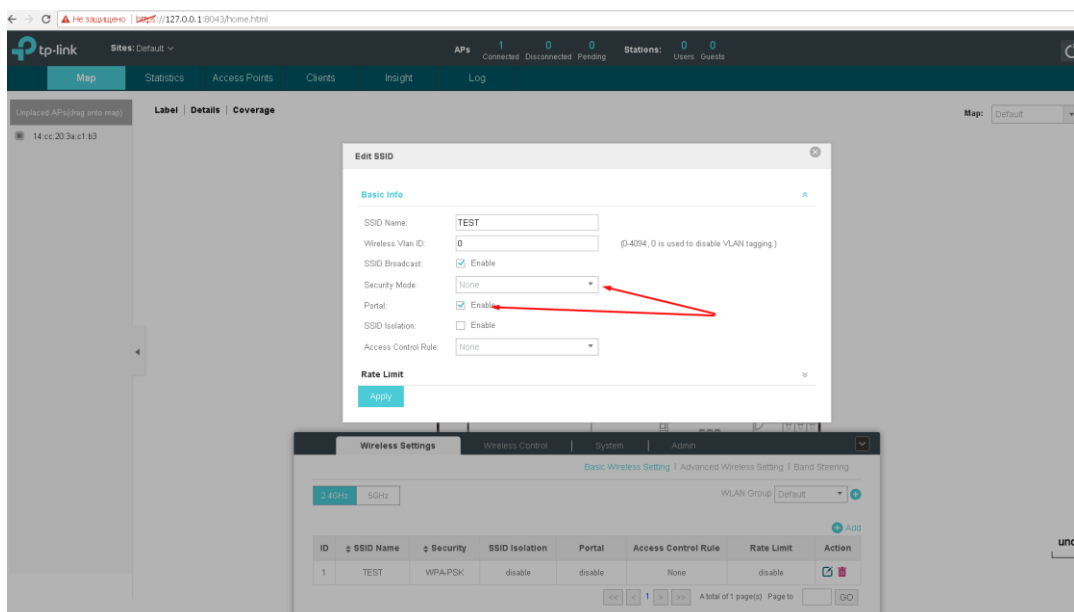 Не защищено | https://127.0.0.1:8043/home.html
tp-link Sites: Default APs 1 0 0 Stations: 0 0
Connected Disconnected Pending Users Guests
Map Statistics Access Points Clients Insight Log
Unplaced APs(drag onto map) Label | Details | Coverage Map: Default
14:cc:20:3a:c1:b3
Edit SSID
Basic Info
SSID Name: TEST
Wireless Vlan ID: 0 (0-4094, 0 is used to disable VLAN tagging.)
SSID Broadcast: Enable
Security Mode: None
Portal: Enable
SSID Isolation: Enable
Access Control Rule: None
Rate Limit
Apply
Wireless Settings Wireless Control | System | Admin
Basic Wireless Setting | Advanced Wireless Setting | Band Steering
2.4GHz 5GHz WLAN Group Default
Add
ID SSID Name Security SSID Isolation Portal Access Control Rule Rate Limit Action
1 TEST WPA-PSK disable disable None disable
<< < 1 > >> A total of 1 page(s) Page to GO